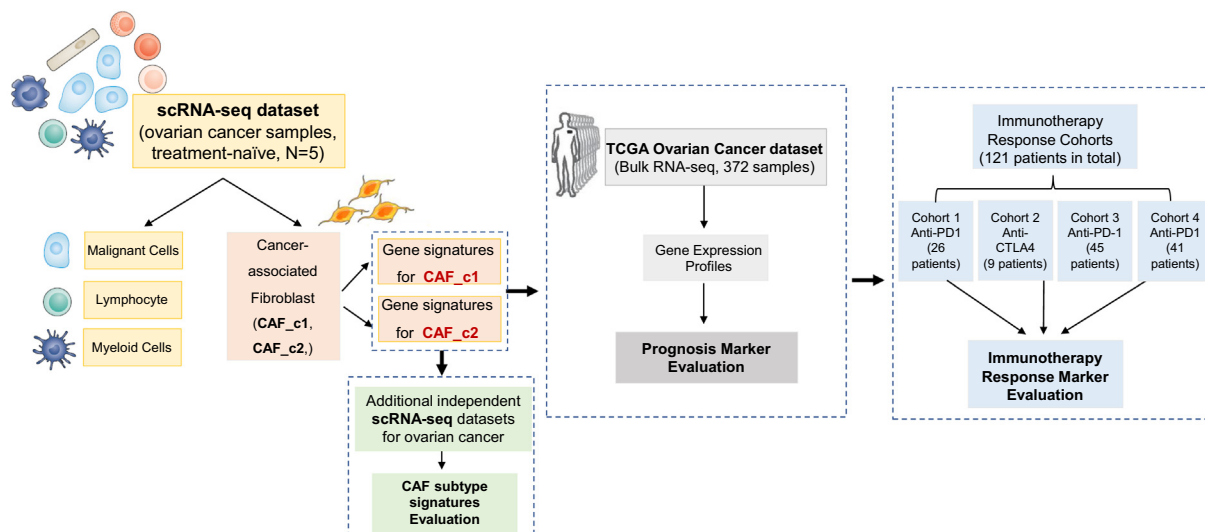 scRNA-seq dataset
(ovarian cancer samples,
treatment-naïve, N=5)
Malignant Cells
Lymphocyte
Myeloid Cells
Cancer-
associated
Fibroblast
(CAF_c1,
CAF_c2,)
Gene signatures
for CAF_c1
Gene signatures
for CAF_c2
Additional independent
scRNA-seq datasets
for ovarian cancer
CAF subtype
signatures
Evaluation
TCGA Ovarian Cancer dataset
(Bulk RNA-seq, 372 samples)
Gene Expression
Profiles
Prognosis Marker
Evaluation
Immunotherapy
Response Cohorts
(121 patients in total)
Cohort 1
Anti-PD1
(26
patients)
Cohort 2
Anti-
CTLA4
(9 patients)
Cohort 3
Anti-PD-1
(45
patients)
Cohort 4
Anti-PD1
(41
patients)
Immunotherapy
Response Marker
Evaluation